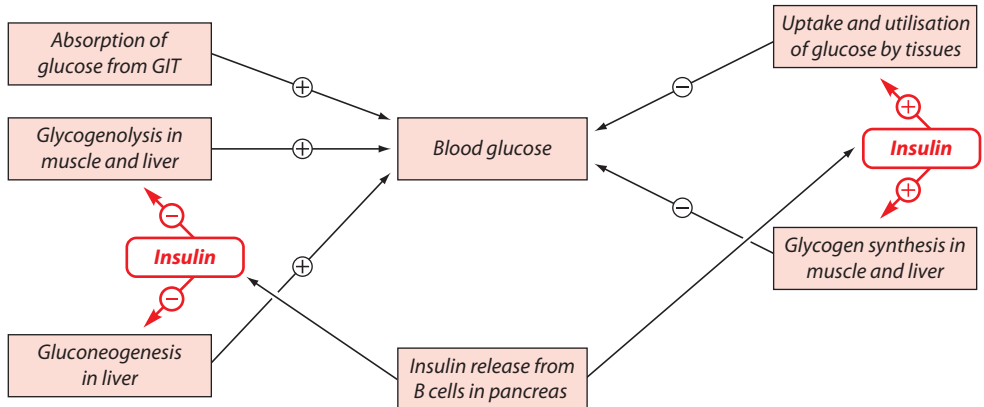 Absorption of
glucose from GIT
Uptake and utilisation
of glucose by tissues
+
−
Glycogenolysis in
muscle and liver
+
Blood glucose
+
Insulin
+
−
−
Insulin
−
+
Glycogen synthesis in
muscle and liver
Gluconeogenesis
in liver
Insulin release from
B cells in pancreas